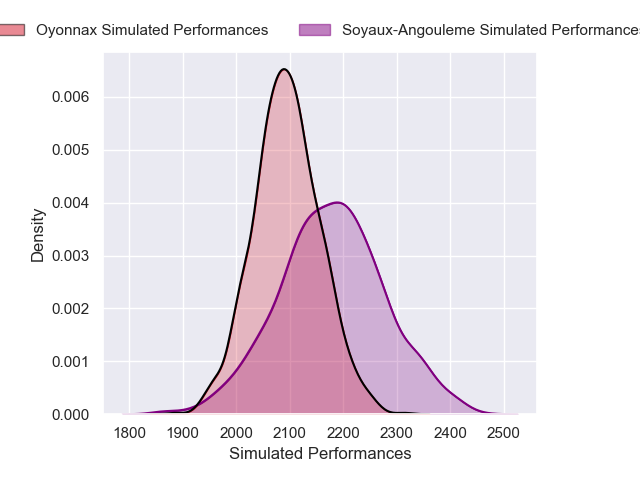 Oyonnax Simulated Performances Soyaux-Angouleme Simulated Performances
0.006
0.005
0.004
0.003
0.002
0.001
0.000
Density
1800 1900 2000 2100 2200 2300 2400 2500
Simulated Performances